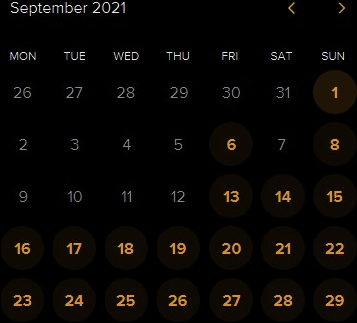 September 2021
MON TUE WED THU FRI SAT SUN
26 27 28 29 30 31 1
2 3 4 5 6 7 8
9 10 11 12 13 14 15
16 17 18 19 20 21 22
23 24 25 26 27 28 29